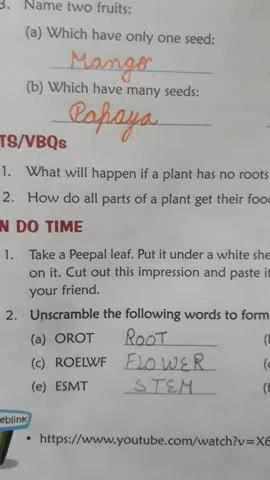 3. Name two fruits:
(a) Which have only one seed:
Mango
(b) Which have many seeds:
Papaya
TS/VBQs
1. What will happen if a plant has no roots
2. How do all parts of a plant get their foo
N DO TIME
1. Take a Peepal leaf. Put it under a white she
on it. Cut out this impression and paste it
your friend.
2. Unscramble the following words to form
(a) OROT ROOT
(c) ROELWF FLOWER
(e) ESMT STEM
eblink
• https://www.youtube.com/watch?v=X6